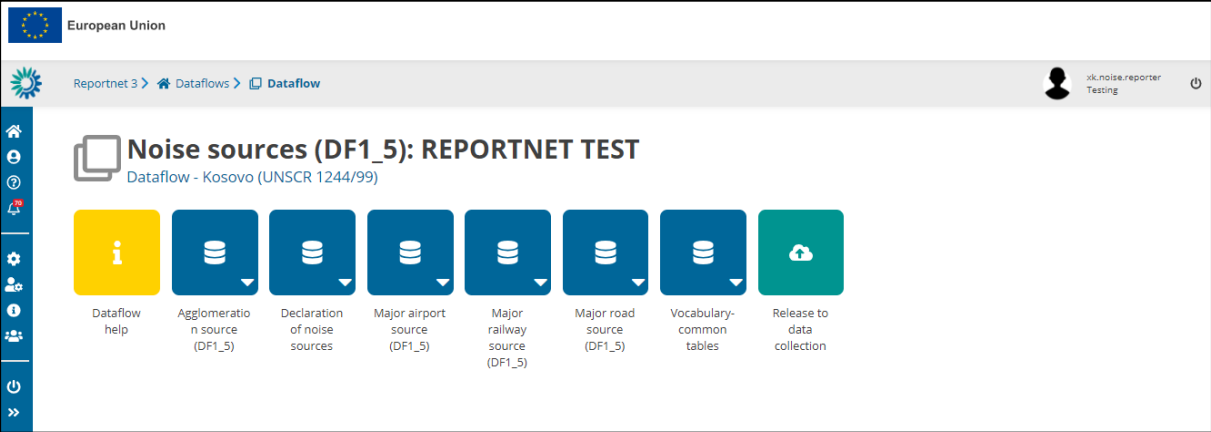 European Union
Reportnet 3 Dataflows Dataflow
xk.noise.reporter
Testing
70
Noise sources (DF1_5): REPORTNET TEST
Dataflow - Kosovo (UNSCR 1244/99)
Dataflow
help
Agglomeratio
n source
(DF1_5)
Declaration
of noise
sources
Major airport
source
(DF1_5)
Major
railway
source
(DF1_5)
Major road
source
(DF1_5)
Vocabulary-
common
tables
Release to
data
collection